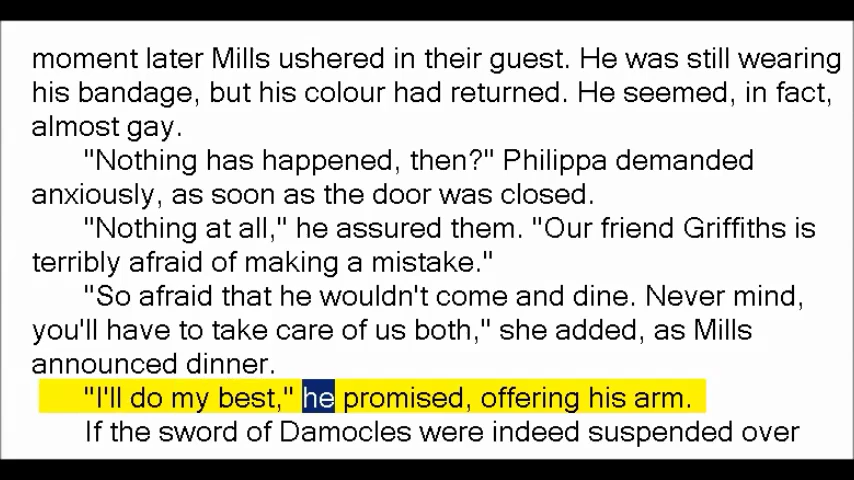 moment later Mills ushered in their guest. He was still wearing
his bandage, but his colour had returned. He seemed, in fact,
almost gay.
"Nothing has happened, then?" Philippa demanded
anxiously, as soon as the door was closed.
"Nothing at all," he assured them. "Our friend Griffiths is
terribly afraid of making a mistake."
"So afraid that he wouldn't come and dine. Never mind,
you'll have to take care of us both," she added, as Mills
announced dinner.
"I'll do my best," he promised, offering his arm.
If the sword of Damocles were indeed suspended over